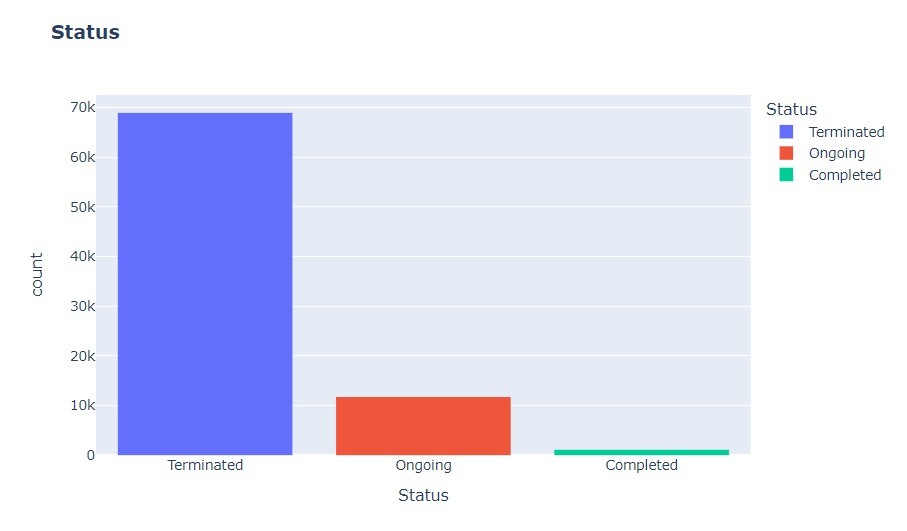 Status
70k
60k
50k
40k
30k
20k
10k
0
count
Terminated
Ongoing
Completed
Status
Status
Terminated
Ongoing
Completed